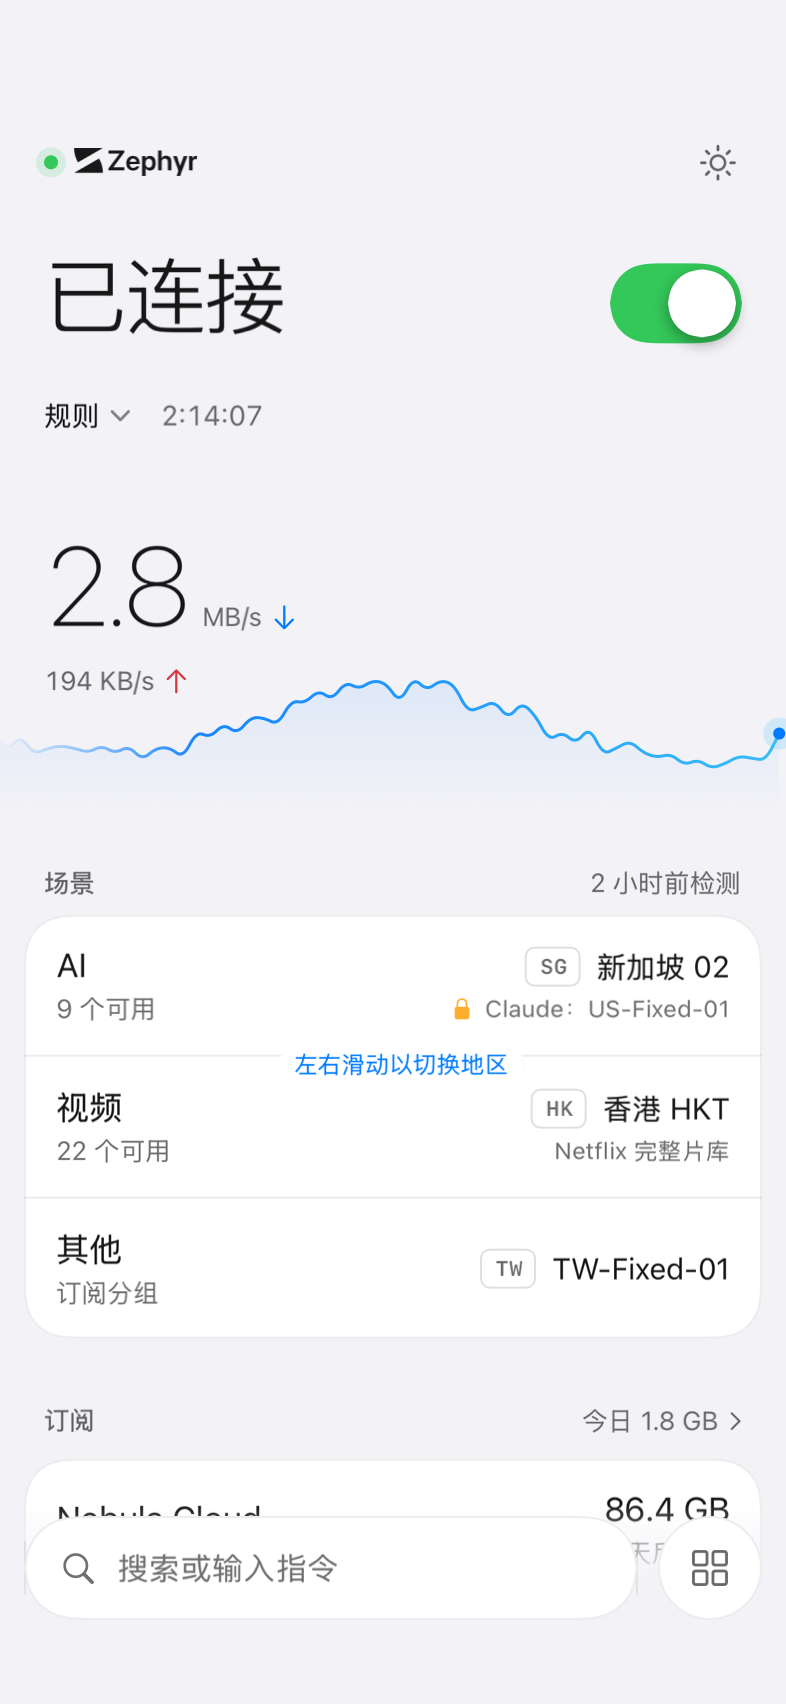 Zephyr
已连接
规则 2:14:07
2.8 MB/s ↓
194 KB/s ↑
场景 2 小时前检测
AI SG 新加坡 02
9 个可用 Claude: US-Fixed-01
左右滑动以切换地区
视频 HK 香港 HKT
22 个可用 Netflix 完整片库
其他 TW TW-Fixed-01
订阅分组
订阅 今日 1.8 GB
Nebula Cloud 86.4 GB
搜索或输入指令